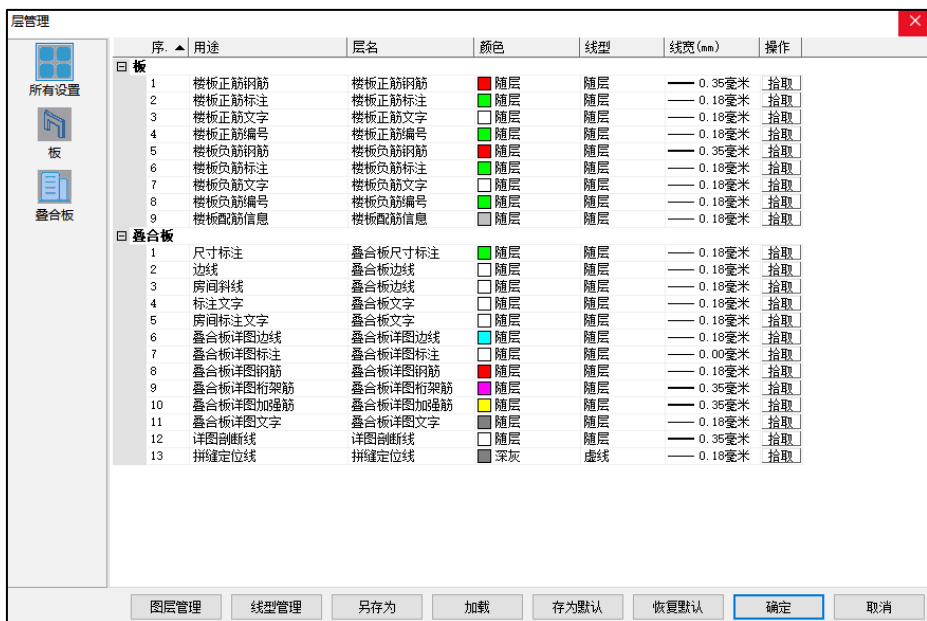 层管理
所有设置
板
叠合板
序. 用途 层名 颜色 线型 线宽(mm) 操作
板
1 楼板正筋钢筋 楼板正筋钢筋 随层 随层 0.35毫米 拾取
2 楼板正筋标注 楼板正筋标注 随层 随层 0.18毫米 拾取
3 楼板正筋文字 楼板正筋文字 随层 随层 0.18毫米 拾取
4 楼板正筋编号 楼板正筋编号 随层 随层 0.18毫米 拾取
5 楼板负筋钢筋 楼板负筋钢筋 随层 随层 0.35毫米 拾取
6 楼板负筋标注 楼板负筋标注 随层 随层 0.18毫米 拾取
7 楼板负筋文字 楼板负筋文字 随层 随层 0.18毫米 拾取
8 楼板负筋编号 楼板负筋编号 随层 随层 0.18毫米 拾取
9 楼板配筋信息 楼板配筋信息 随层 随层 0.18毫米 拾取
叠合板
1 尺寸标注 叠合板尺寸标注 随层 随层 0.18毫米 拾取
2 边线 叠合板边线 随层 随层 0.18毫米 拾取
3 房间斜线 叠合板边线 随层 随层 0.18毫米 拾取
4 标注文字 叠合板文字 随层 随层 0.18毫米 拾取
5 房间标注文字 叠合板文字 随层 随层 0.18毫米 拾取
6 叠合板详图边线 叠合板详图边线 随层 随层 0.18毫米 拾取
7 叠合板详图标注 叠合板详图标注 随层 随层 0.00毫米 拾取
8 叠合板详图钢筋 叠合板详图钢筋 随层 随层 0.18毫米 拾取
9 叠合板详图桁架筋 叠合板详图桁架筋 随层 随层 0.35毫米 拾取
10 叠合板详图加强筋 叠合板详图加强筋 随层 随层 0.35毫米 拾取
11 叠合板详图文字 叠合板详图文字 随层 随层 0.18毫米 拾取
12 详图剖断线 详图剖断线 随层 随层 0.35毫米 拾取
13 拼缝定位线 拼缝定位线 深灰 虚线 0.18毫米 拾取
图层管理 线型管理 另存为 加载 存为默认 恢复默认 确定 取消